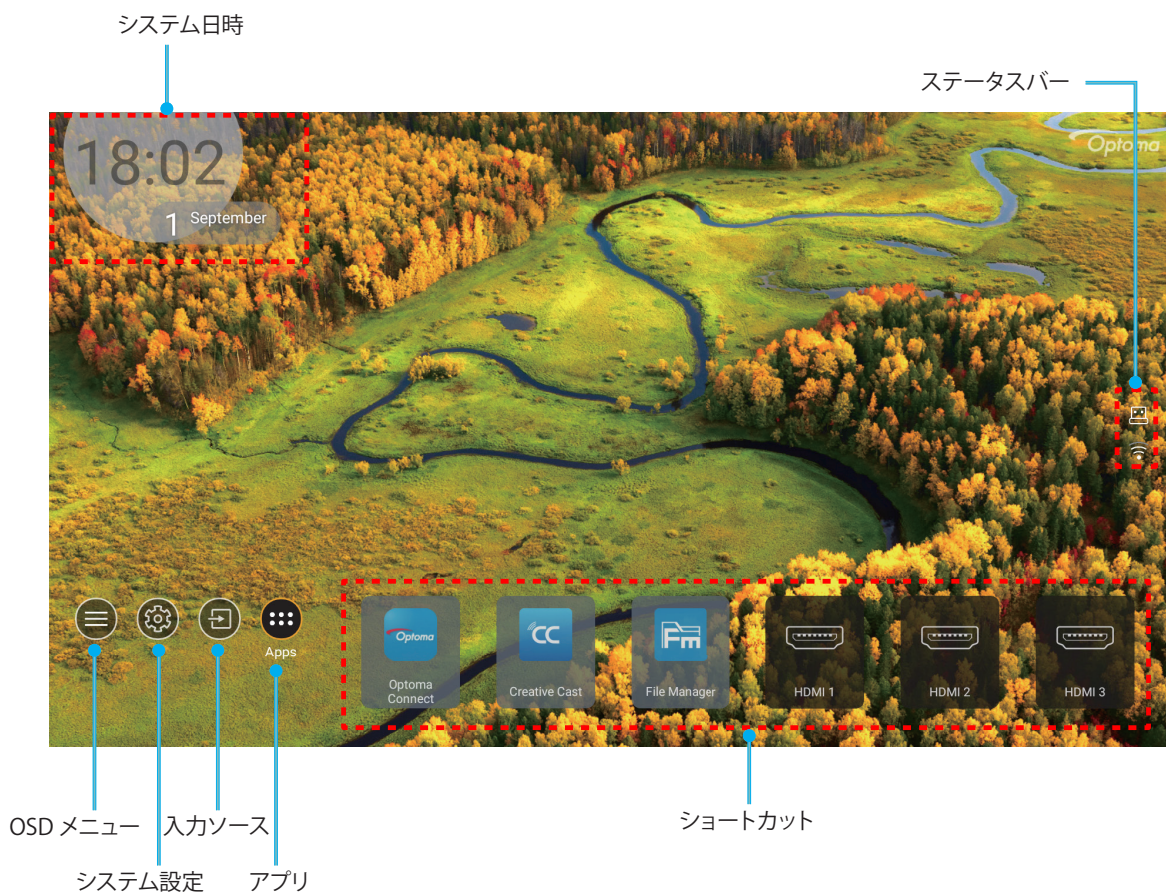 システム日時
ステータスバー
18:02
1 September
Optoma
Apps
Optoma
Optoma
Connect
CC
Creative Cast
Fm
File Manager
HDMI 1
HDMI 2
HDMI 3
OSD メニュー
入力ソース
ショートカット
システム設定
アプリ